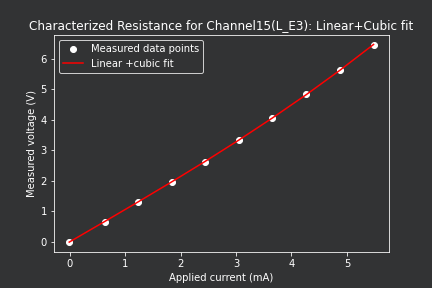 Characterized Resistance for Channel15(L_E3): Linear+Cubic fit
Measured data points
Linear +cubic fit
Measured voltage (V)
6
5
4
3
2
1
0
0 1 2 3 4 5
Applied current (mA)